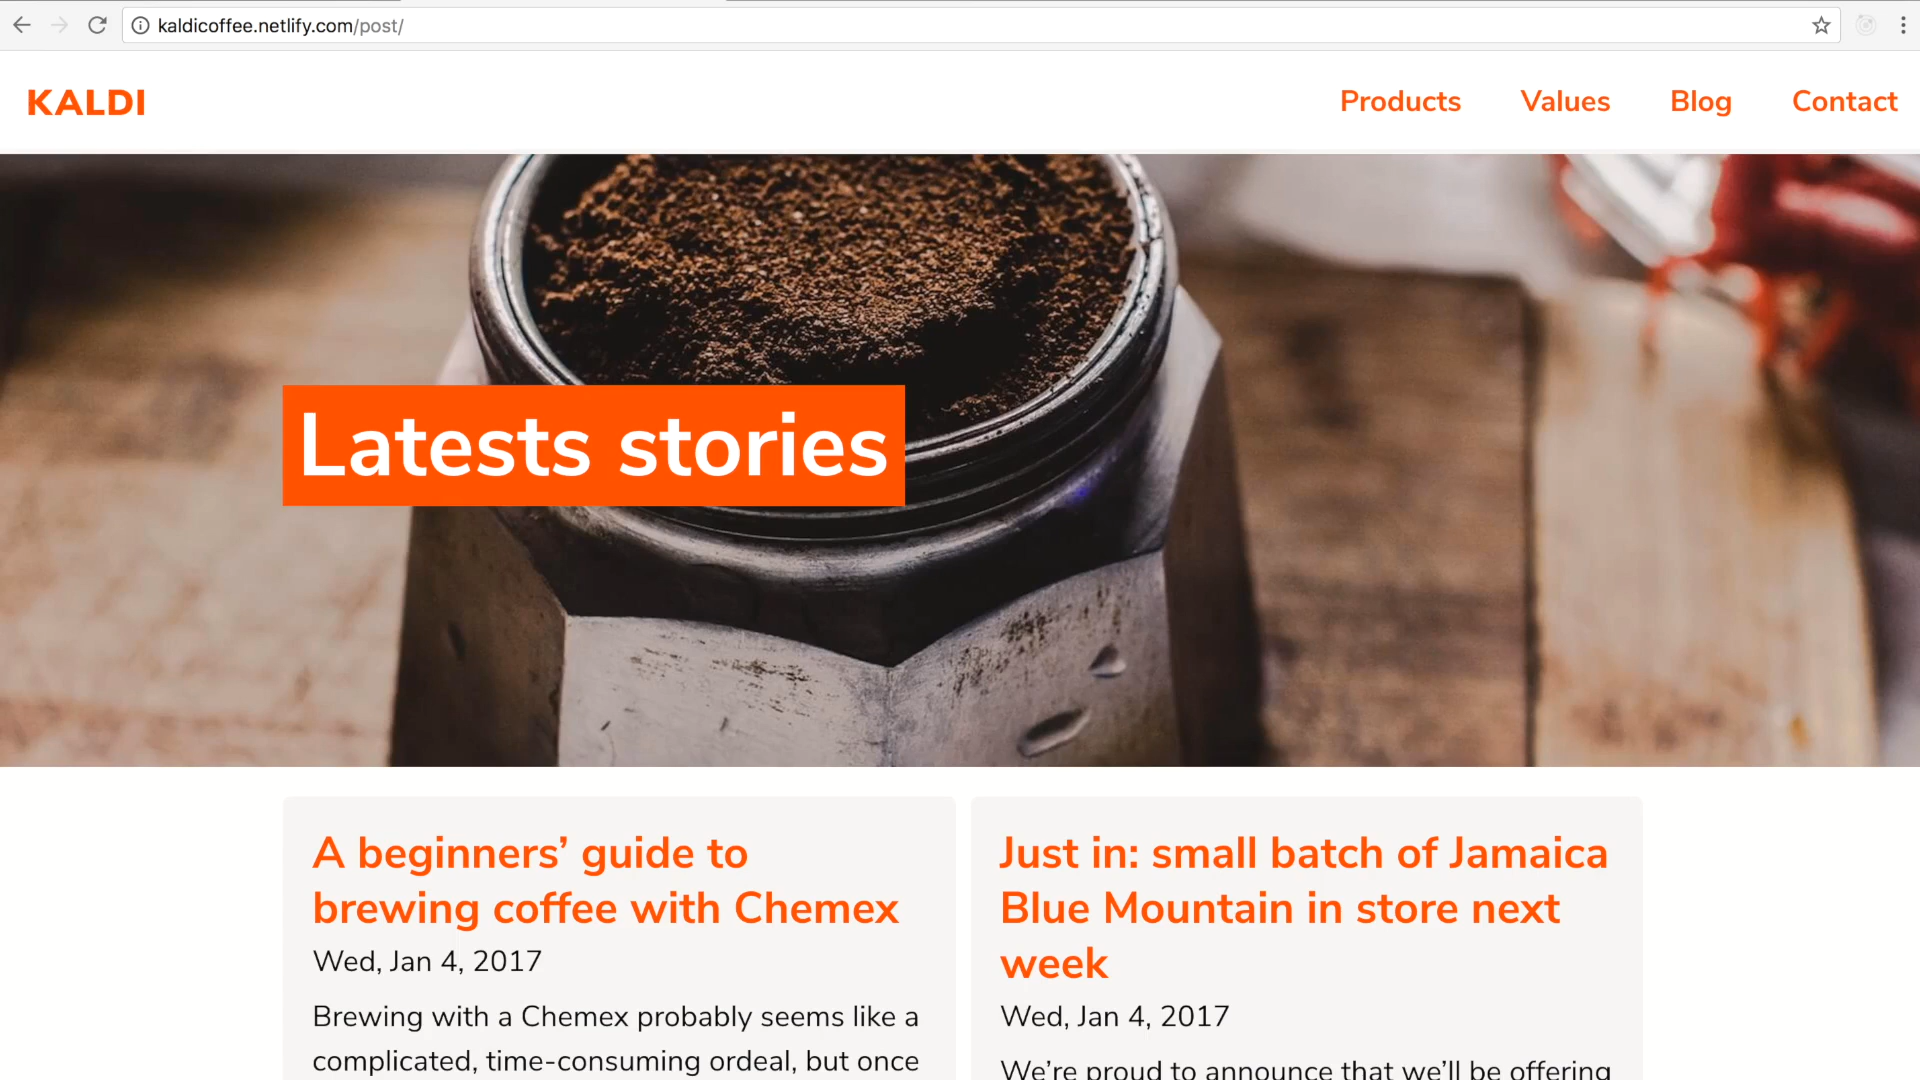 kaldicoffee.netlify.com/post/
KALDI
Products
Values
Blog
Contact
Latests stories
A beginners’ guide to
brewing coffee with Chemex
Wed, Jan 4, 2017
Brewing with a Chemex probably seems like a
complicated, time-consuming ordeal, but once
Just in: small batch of Jamaica
Blue Mountain in store next
week
Wed, Jan 4, 2017
We’re proud to announce that we’ll be offering